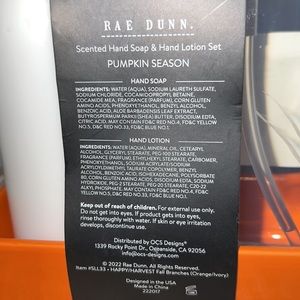 RAE DUNN.
Scented Hand Soap & Hand Lotion Set
PUMPKIN SEASON
HAND SOAP
INGREDIENTS: WATER (AQUA), SODIUM LAURETH SULFATE,
SODIUM CHLORIDE, COCAMIDOPROPYL BETAINE,
COCAMIDE MEA, FRAGRANCE (PARFUM), CORN GLUTEN
AMINO ACIDS, PHENOXYETHANOL, BENZYL ALCOHOL,
BENZOIC ACID, ALOE BARBADENSIS LEAF EXTRACT,
BUTYROSPERMUM PARKII (SHEA) BUTTER, DISODIUM EDTA,
CITRIC ACID. MAY CONTAIN FD&C RED NO.4, FD&C YELLOW
NO.5, D&C RED NO.33, FD&C BLUE NO.1.
HAND LOTION
INGREDIENTS: WATER (AQUA), MINERAL OIL, CETEARYL
ALCOHOL, GLYCERYL STEARATE, PEG-100 STEARATE,
FRAGRANCE (PARFUM), ETHYLHEXYL STEARATE, CARBOMER,
PHENOXYETHANOL, SODIUM ACRYLATE/SODIUM
ALCOHOL, BENZOIC ACID, ISOHEXADECANE, POLYSORBATE
80, CORN GLUTEN AMINO ACIDS, DISODIUM EDTA, SODIUM
HYDROXIDE, PEG-2 STEARATE, PEG-20 STEARATE, C20-22
ALKYL PHOSPHATE. MAY CONTAIN FD&C RED NO.4, FD&C
YELLOW NO.5, D&C RED NO.33, FD&C BLUE NO.1.
Keep out of reach of children. For external use only.
Do not get into eyes. If product gets into eyes,
rinse thoroughly with water. If skin or eye irritation
develops, discontinue use.
Distributed by OCS Designs®
1339 Rocky Point Dr., Oceanside, CA 92056
info@ocs-designs.com
© 2022 Rae Dunn. All Rights Reserved.
Item #SLL33 • HAPPY/HARVEST Fall Branches (Orange/Ivory)
Designed in the USA
Made in China
222017